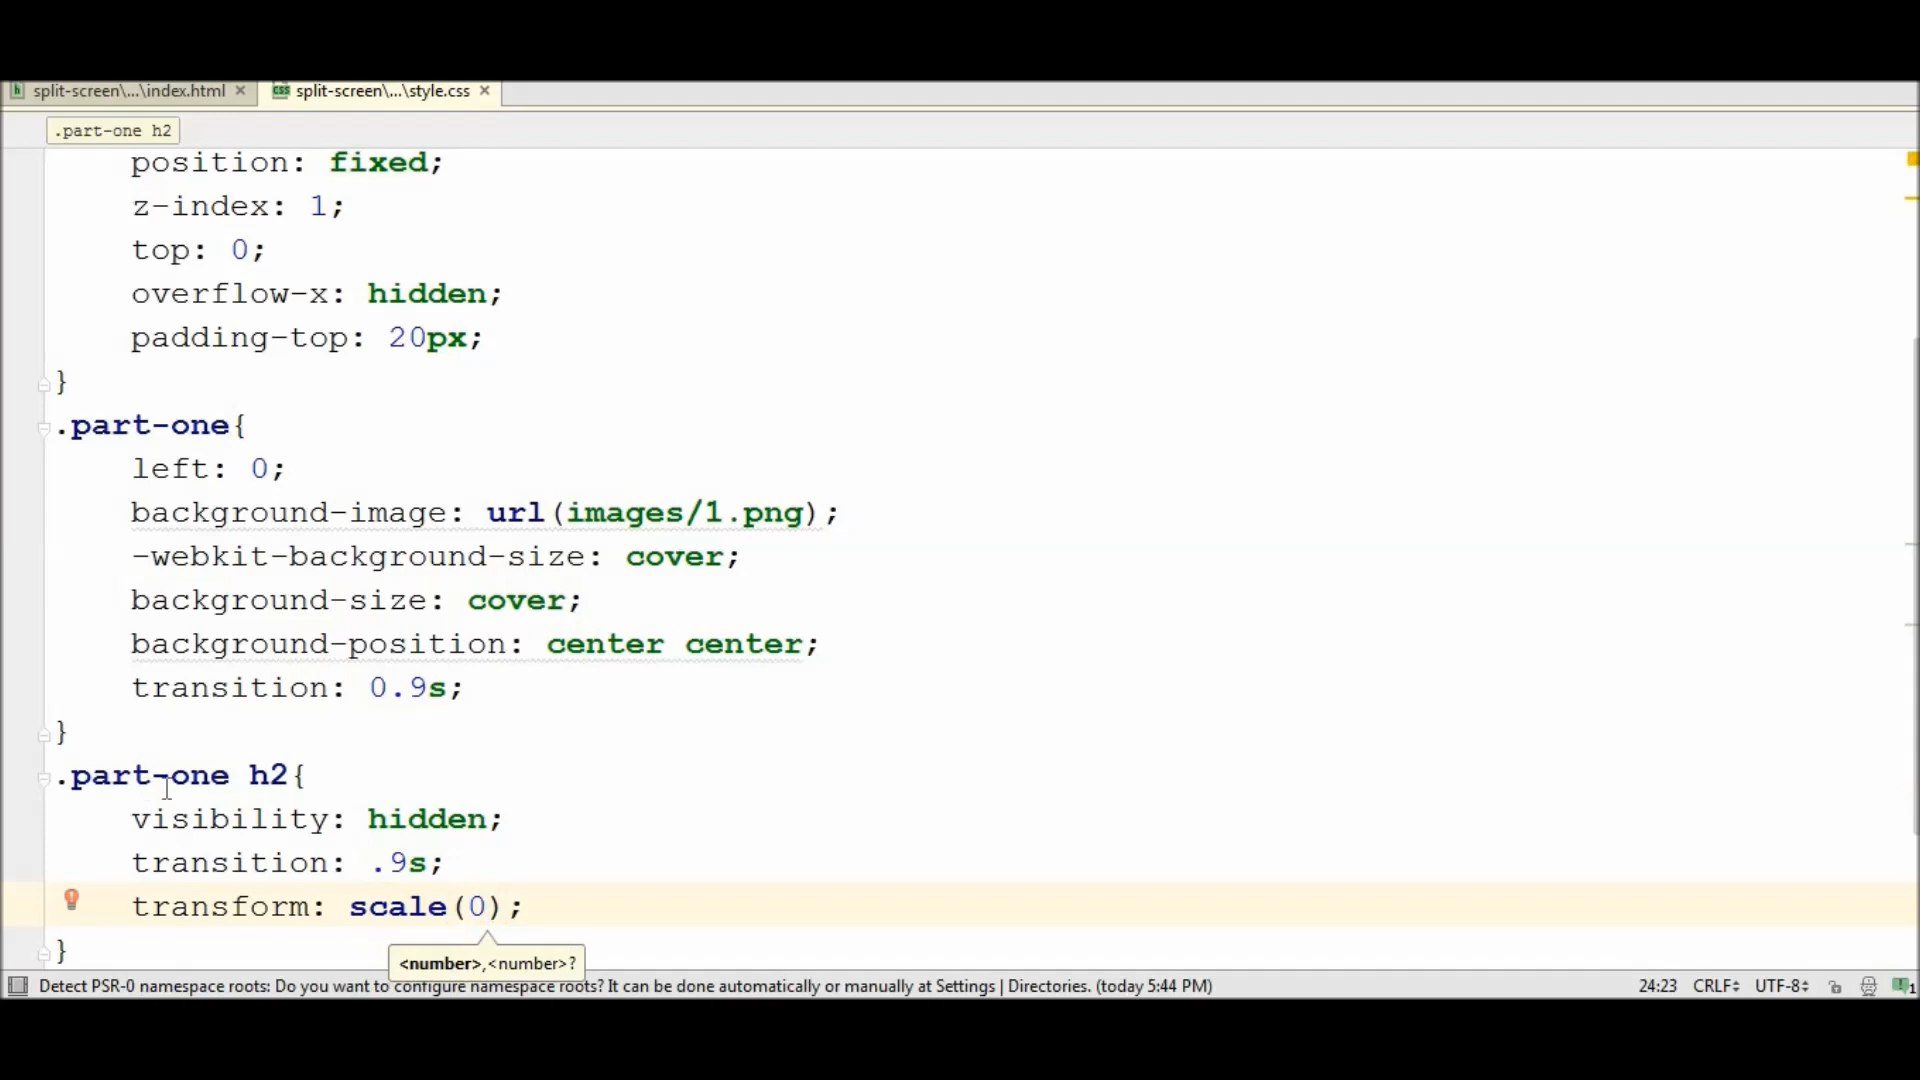 split-screen\...\index.html split-screen\...\style.css
.part-one h2
position: fixed;
z-index: 1;
top: 0;
overflow-x: hidden;
padding-top: 20px;
}
.part-one{
left: 0;
background-image: url(images/1.png);
-webkit-background-size: cover;
background-size: cover;
background-position: center center;
transition: 0.9s;
}
.part-one h2{
visibility: hidden;
transition: .9s;
transform: scale(0);
}
<number>,<number>?
Detect PSR-0 namespace roots: Do you want to configure namespace roots? It can be done automatically or manually at Settings | Directories. (today 5:44 PM) 24:23 CRLF UTF-8 1